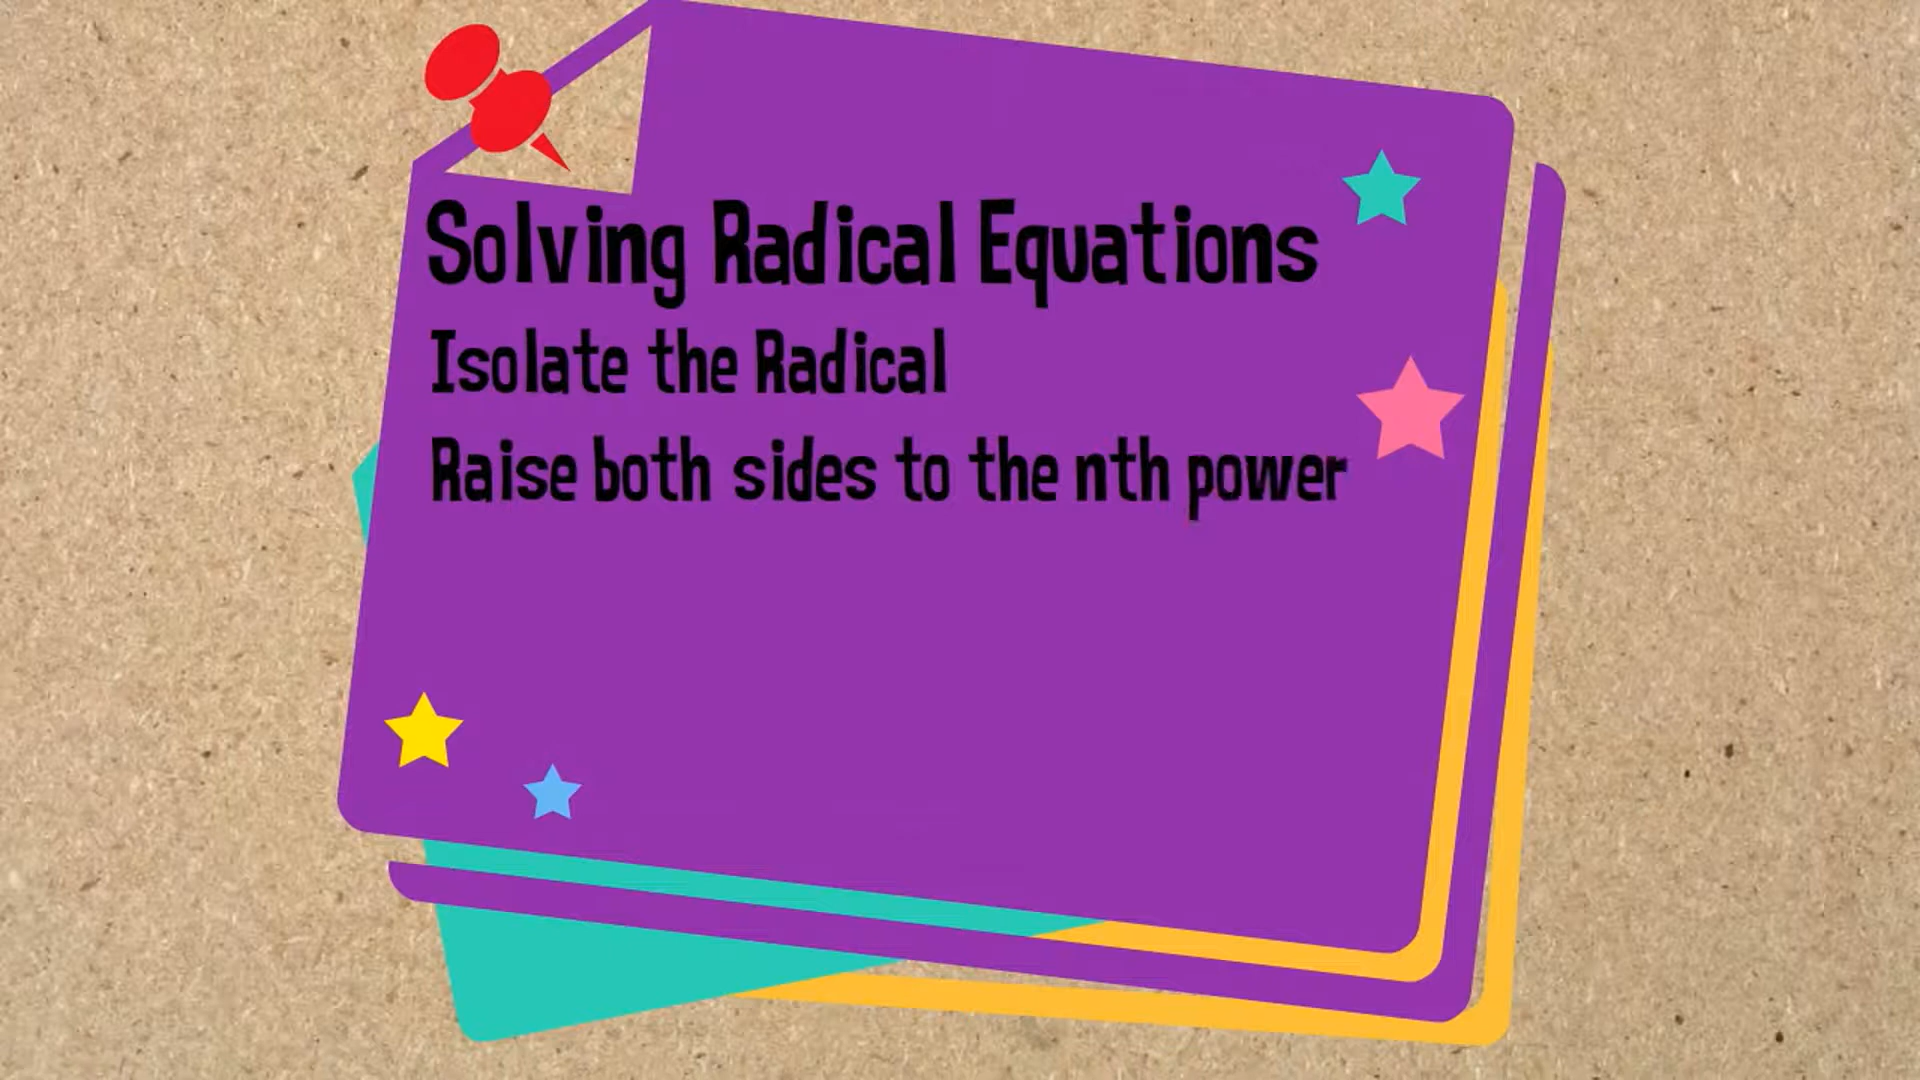 Solving Radical Equations
Isolate the Radical
Raise both sides to the nth power